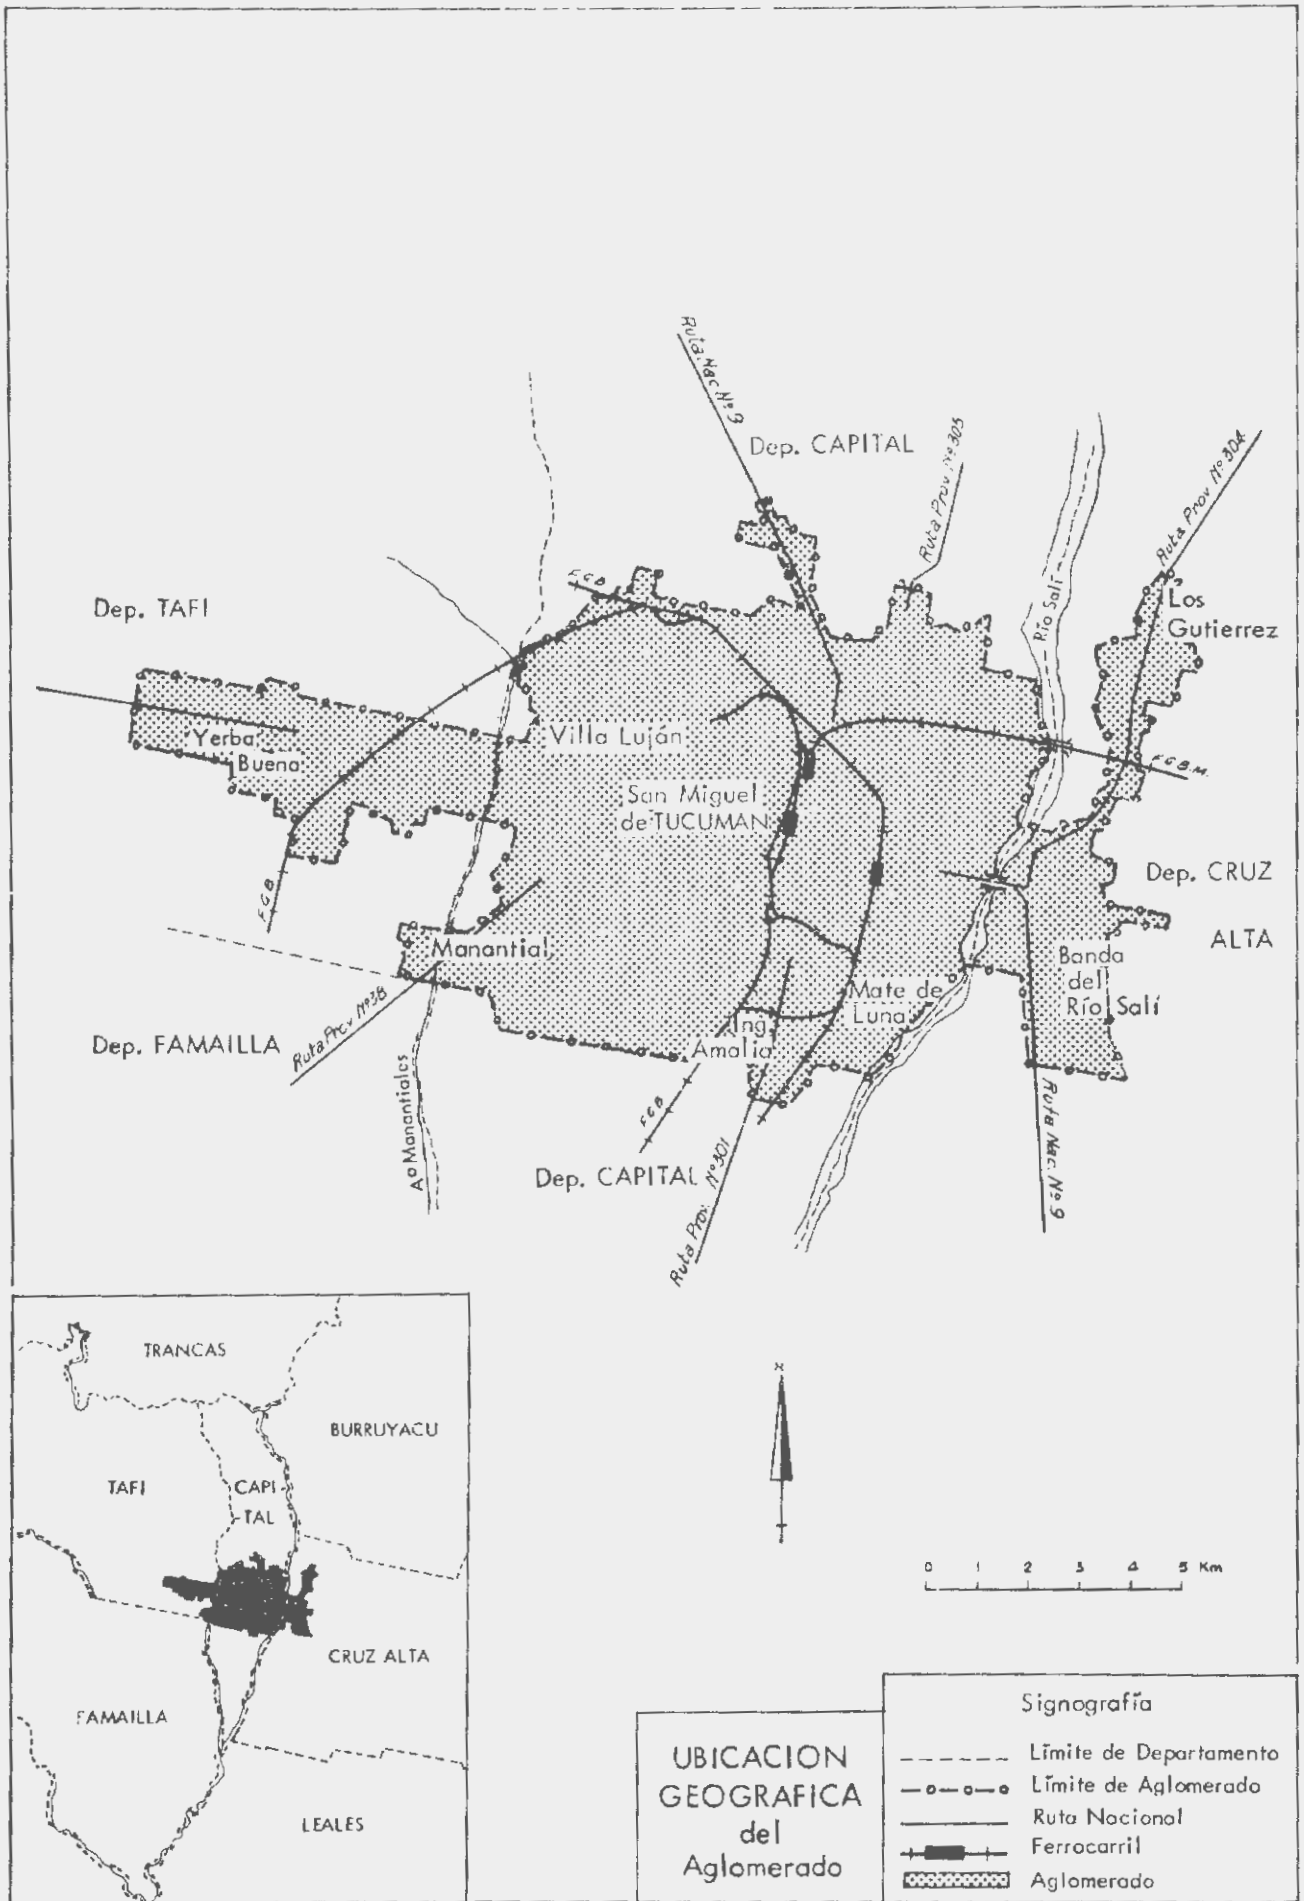 Ruta Nac. Nº 9
Dep. CAPITAL
Ruta Prov Nº 305
Ruta Prov Nº 304
Río Salí
F.G.B
Los
Gutierrez
Dep. TAFI
Yerba
Buena
Villa Luján
San Miguel
de TUCUMAN
F.G.B.M.
Dep. CRUZ
ALTA
F.G.B
Manantial
Banda
del
Río Salí
Mate de
Luna
Ing.
Amalia
Dep. FAMAILLA
Ruta Prov Nº 38
Aº Manantiales
F.G.B
Dep. CAPITAL
Ruta Prov. Nº 301
Ruta Nac. Nº 9
TRANCAS
BURRUYACU
TAFI
CAPI-
-TAL
CRUZ ALTA
FAMAILLA
LEALES
N
0 1 2 3 4 5 Km
UBICACION
GEOGRAFICA
del
Aglomerado
Signografía
Límite de Departamento
Límite de Aglomerado
Ruta Nacional
Ferrocarril
Aglomerado